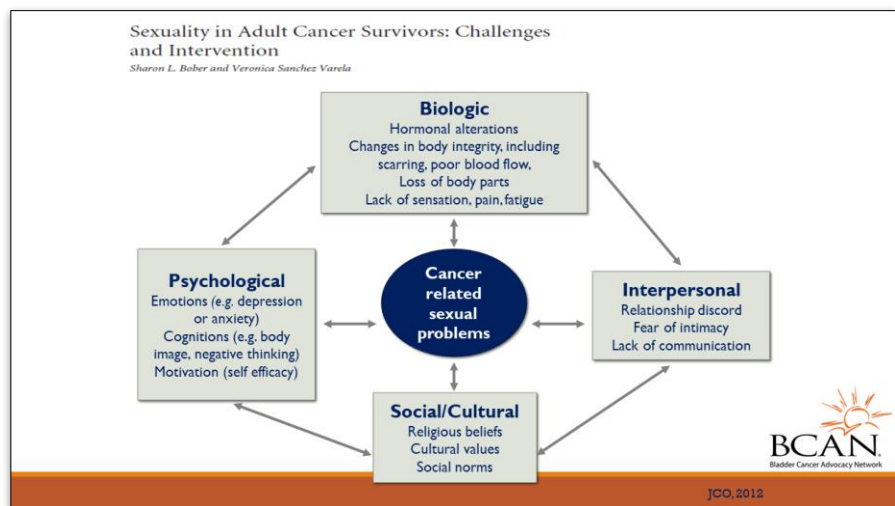 Sexuality in Adult Cancer Survivors: Challenges
and Intervention
Sharon L. Bober and Veronica Sanchez Varela
Biologic
Hormonal alterations
Changes in body integrity, including
scarring, poor blood flow,
Loss of body parts
Lack of sensation, pain, fatigue
Psychological
Emotions (e.g. depression
or anxiety)
Cognitions (e.g. body
image, negative thinking)
Motivation (self efficacy)
Cancer
related
sexual
problems
Interpersonal
Relationship discord
Fear of intimacy
Lack of communication
Social/Cultural
Religious beliefs
Cultural values
Social norms
BCAN
Bladder Cancer Advocacy Network
JCO, 2012